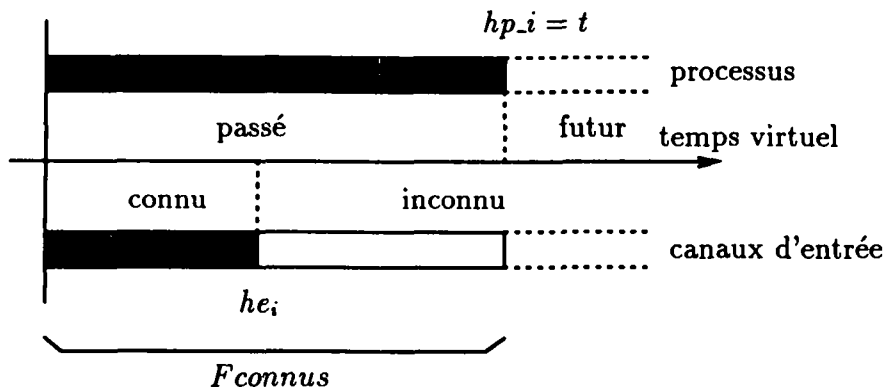 hp_i = t
processus
passé futur temps virtuel
connu inconnu
canaux d'entrée
he_i
Fconnus